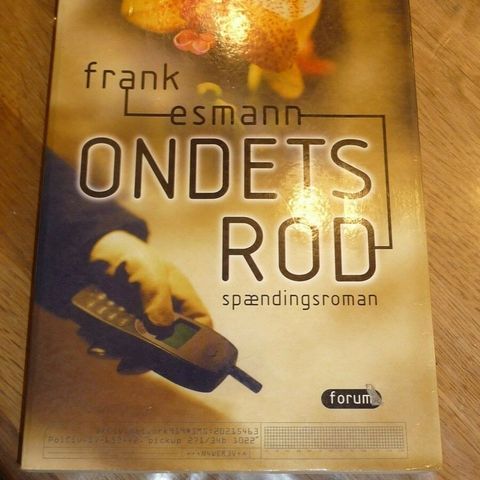 frank
esmann
ONDETS
ROD
spændingsroman
forum